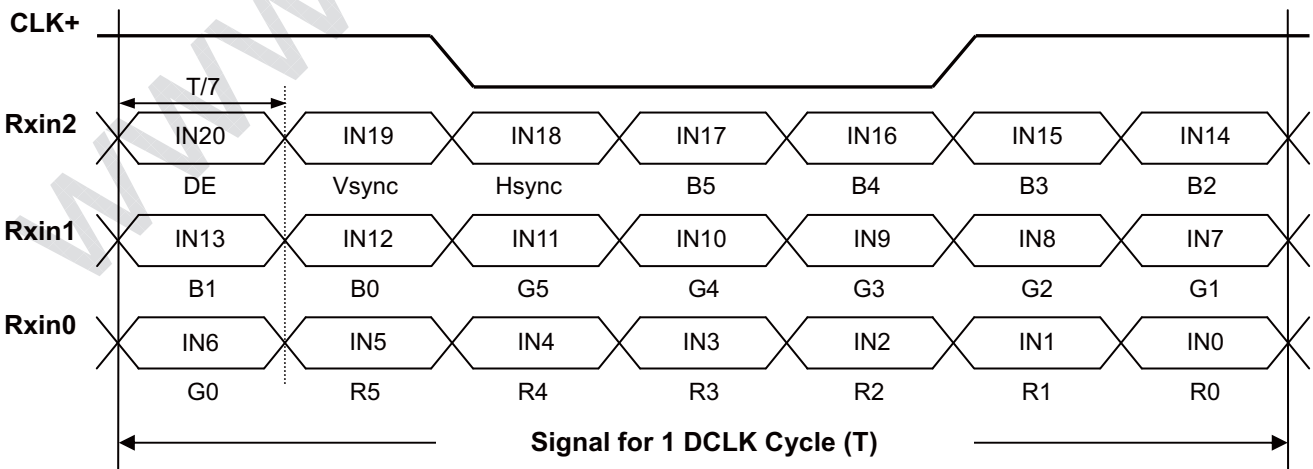 CLK+
T/7
Rxin2 IN20 IN19 IN18 IN17 IN16 IN15 IN14
DE Vsync Hsync B5 B4 B3 B2
Rxin1 IN13 IN12 IN11 IN10 IN9 IN8 IN7
B1 B0 G5 G4 G3 G2 G1
Rxin0 IN6 IN5 IN4 IN3 IN2 IN1 IN0
G0 R5 R4 R3 R2 R1 R0
Signal for 1 DCLK Cycle (T)